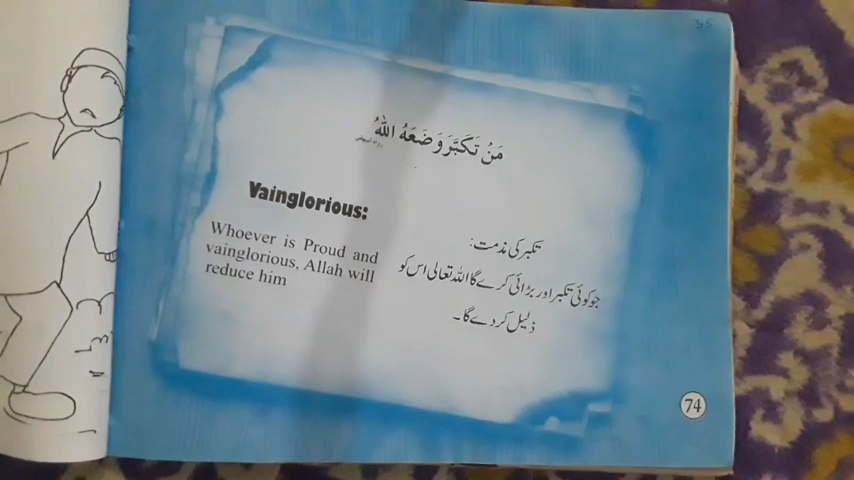 35
مَنْ تَكَبَّرَ وَضَعَهُ اللّٰهُ
Vainglorious:
Whoever is Proud and
vainglorious, Allah will
reduce him
تکبر کی مذمت:
جو کوئی تکبر اور بڑائی کرے گا اللہ تعالیٰ اس کو
ذلیل کر دے گا۔
74